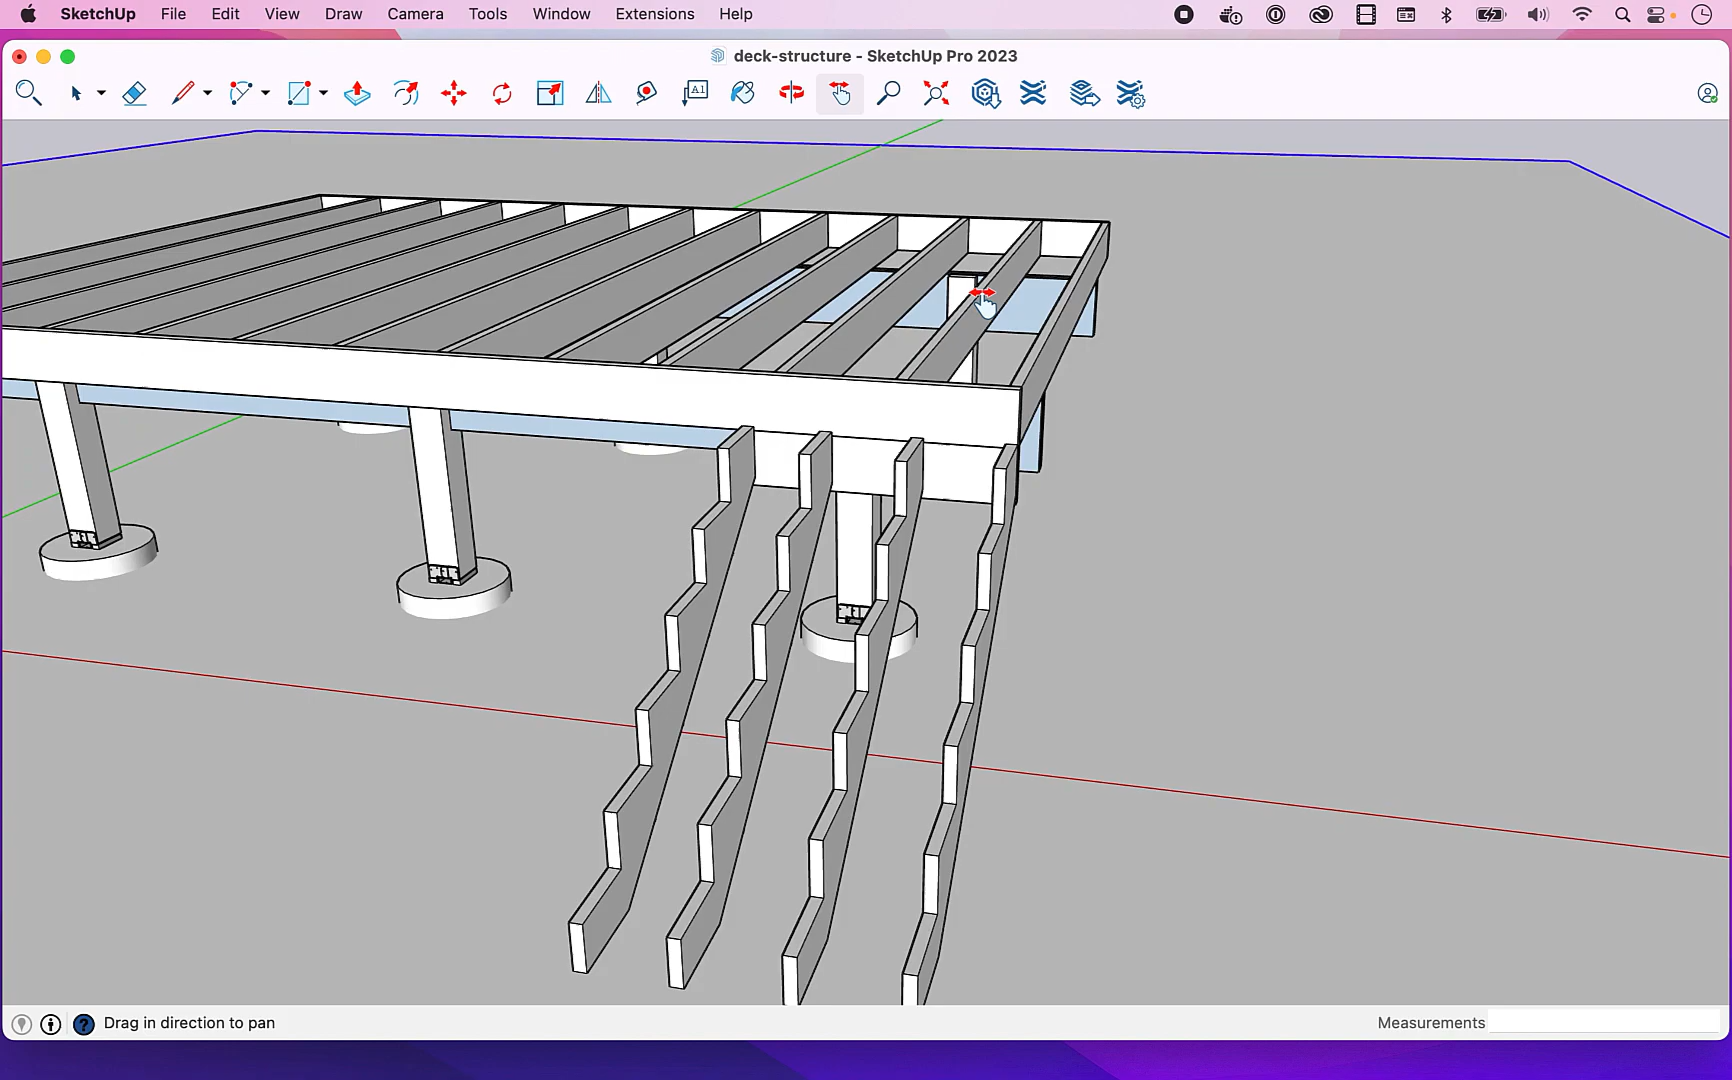 SketchUp File Edit View Draw Camera Tools Window Extensions Help
deck-structure - SketchUp Pro 2023
A1
Drag in direction to pan
Measurements